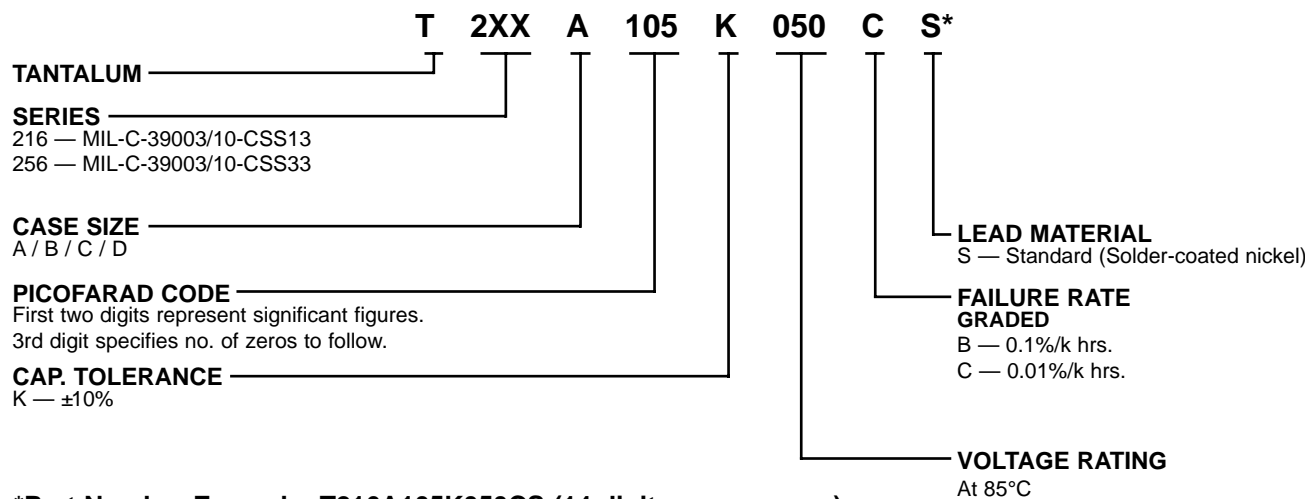 T 2XX A 105 K 050 C S*
TANTALUM
SERIES
216 — MIL-C-39003/10-CSS13
256 — MIL-C-39003/10-CSS33
CASE SIZE
A / B / C / D
PICOFARAD CODE
First two digits represent significant figures.
3rd digit specifies no. of zeros to follow.
CAP. TOLERANCE
K — ±10%
LEAD MATERIAL
S — Standard (Solder-coated nickel)
FAILURE RATE
GRADED
B — 0.1%/k hrs.
C — 0.01%/k hrs.
VOLTAGE RATING
At 85°C